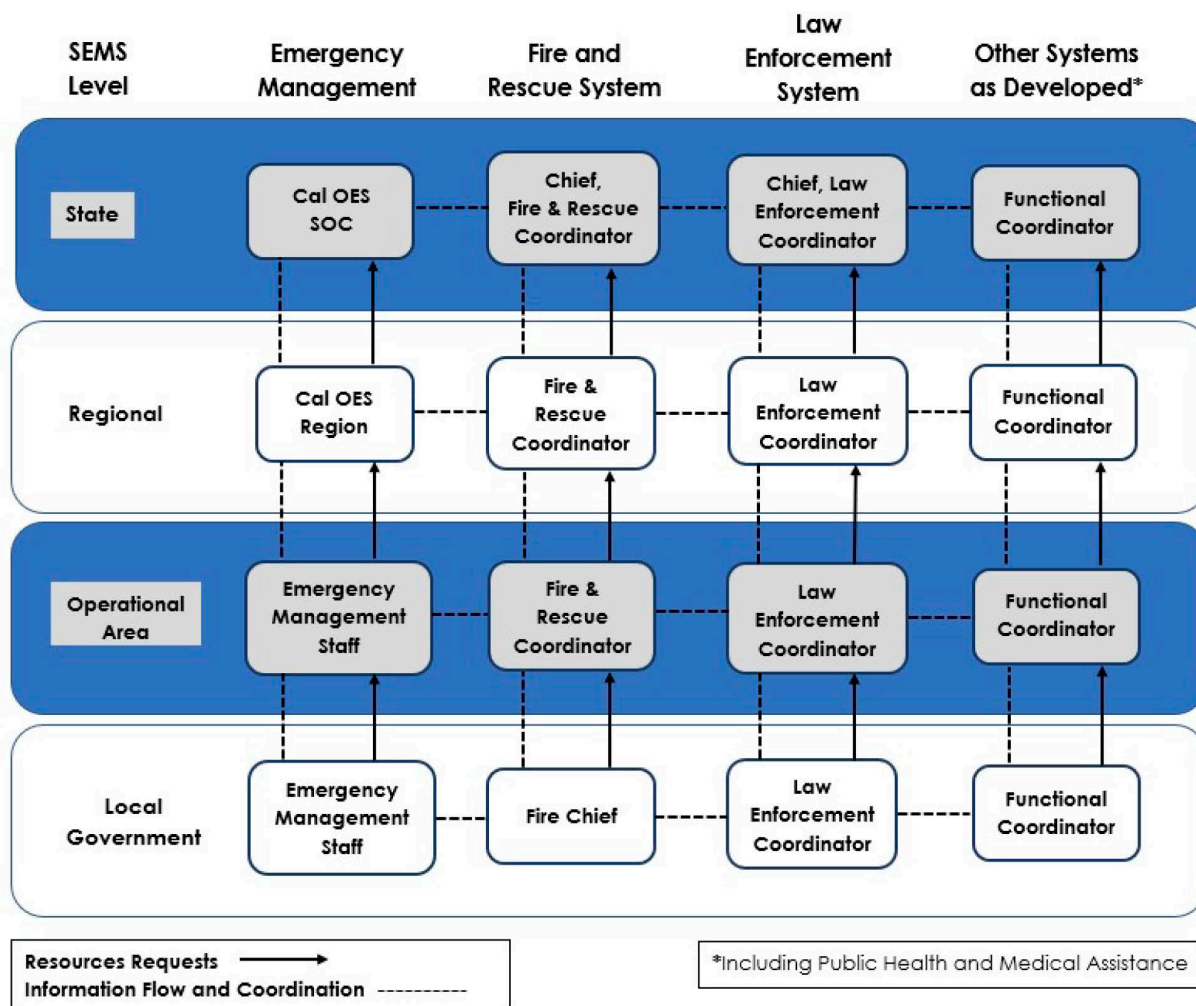 SEMS
Level
Emergency
Management
Fire and
Rescue System
Law
Enforcement
System
Other Systems
as Developed*
State
Cal OES
SOC
Chief,
Fire & Rescue
Coordinator
Chief, Law
Enforcement
Coordinator
Functional
Coordinator
Regional
Cal OES
Region
Fire &
Rescue
Coordinator
Law
Enforcement
Coordinator
Functional
Coordinator
Operational
Area
Emergency
Management
Staff
Fire &
Rescue
Coordinator
Law
Enforcement
Coordinator
Functional
Coordinator
Local
Government
Emergency
Management
Staff
Fire Chief
Law
Enforcement
Coordinator
Functional
Coordinator
Resources Requests
Information Flow and Coordination
*Including Public Health and Medical Assistance